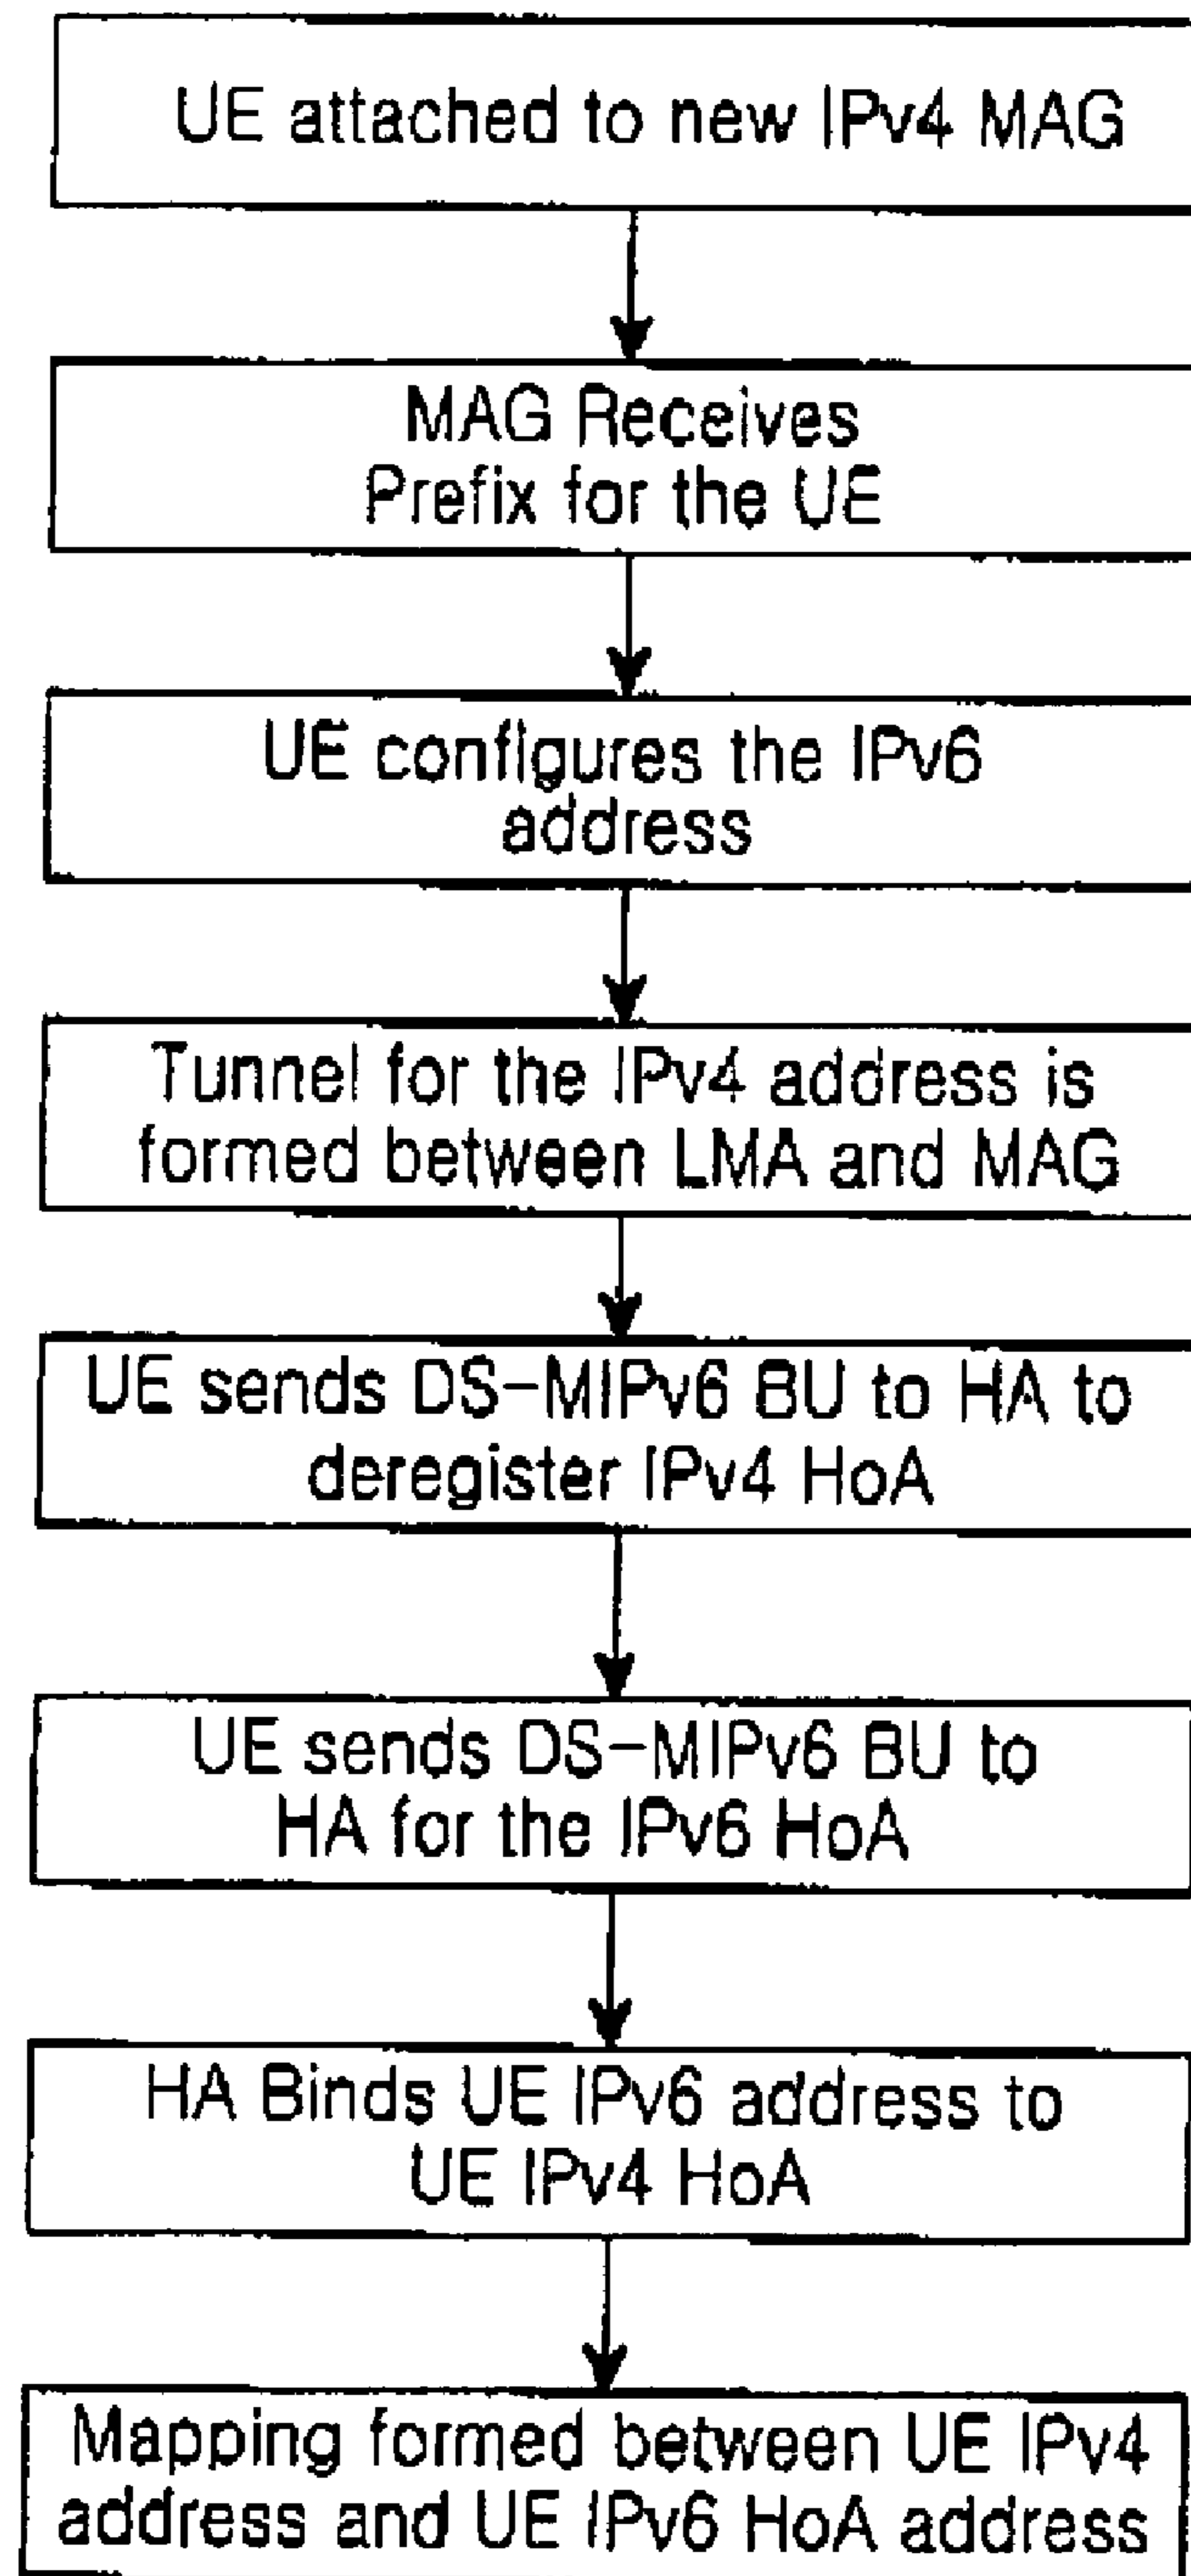 UE attached to new IPv4 MAG
MAG Receives
Prefix for the UE
UE configures the IPv6
address
Tunnel for the IPv4 address is
formed between LMA and MAG
UE sends DS-MIPv6 BU to HA to
deregister IPv4 HoA
UE sends DS-MIPv6 BU to
HA for the IPv6 HoA
HA Binds UE IPv6 address to
UE IPv4 HoA
Mapping formed between UE IPv4
address and UE IPv6 HoA address